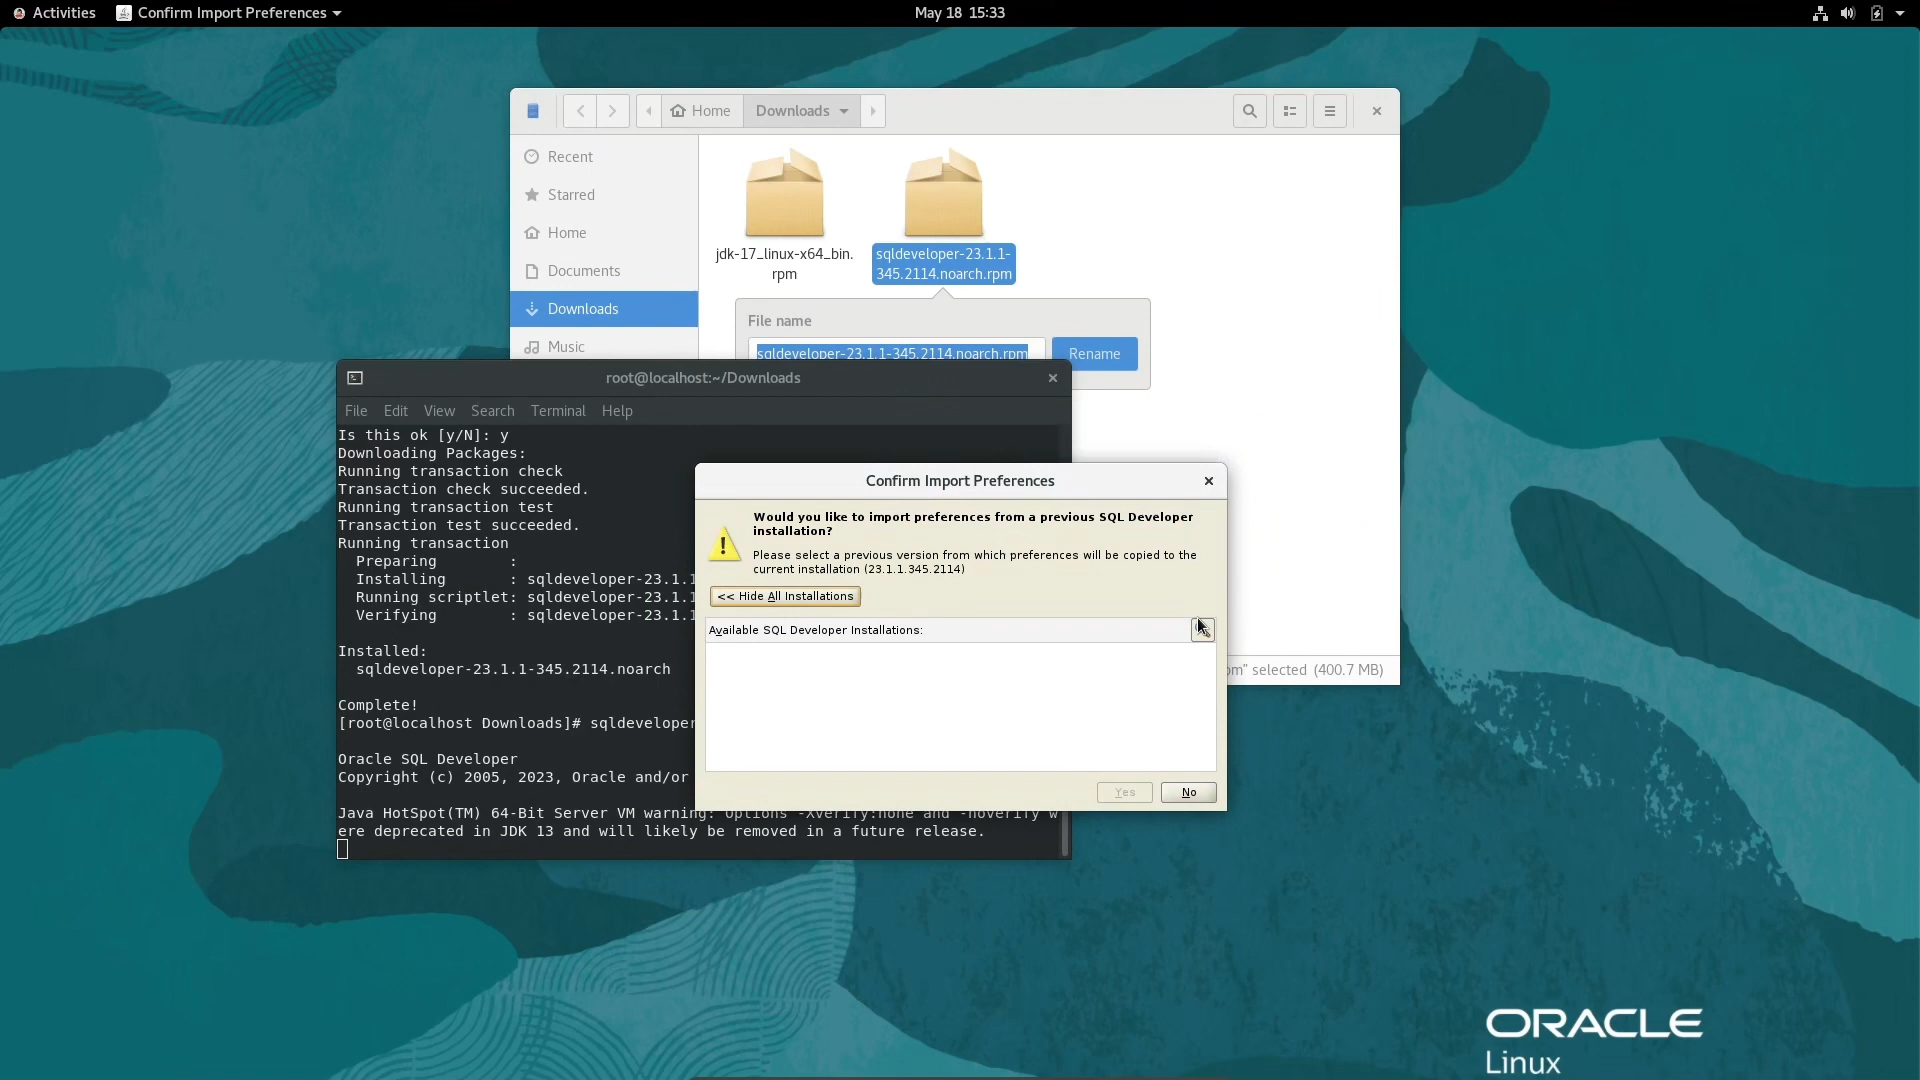 Activities
Confirm Import Preferences
May 18 15:33
Home
Downloads
Recent
Starred
Home
Documents
Downloads
Music
jdk-17_linux-x64_bin.
rpm
sqldeveloper-23.1.1-
345.2114.noarch.rpm
File name
sqldeveloper-23.1.1-345.2114.noarch.rpm
Rename
selected (400.7 MB)
root@localhost:~/Downloads
File Edit View Search Terminal Help
Is this ok [y/N]: y
Downloading Packages:
Running transaction check
Transaction check succeeded.
Running transaction test
Transaction test succeeded.
Running transaction
Preparing :
Installing : sqldeveloper-23.1.1
Running scriptlet: sqldeveloper-23.1.1
Verifying : sqldeveloper-23.1.1
Installed:
sqldeveloper-23.1.1-345.2114.noarch
Complete!
[root@localhost Downloads]# sqldeveloper
Oracle SQL Developer
Copyright (c) 2005, 2023, Oracle and/or
Java HotSpot(TM) 64-Bit Server VM warning: Options -Xverify:none and -noverify w
ere deprecated in JDK 13 and will likely be removed in a future release.
Confirm Import Preferences
Would you like to import preferences from a previous SQL Developer
installation?
Please select a previous version from which preferences will be copied to the
current installation (23.1.1.345.2114)
<< Hide All Installations
Available SQL Developer Installations:
Yes
No
ORACLE
Linux